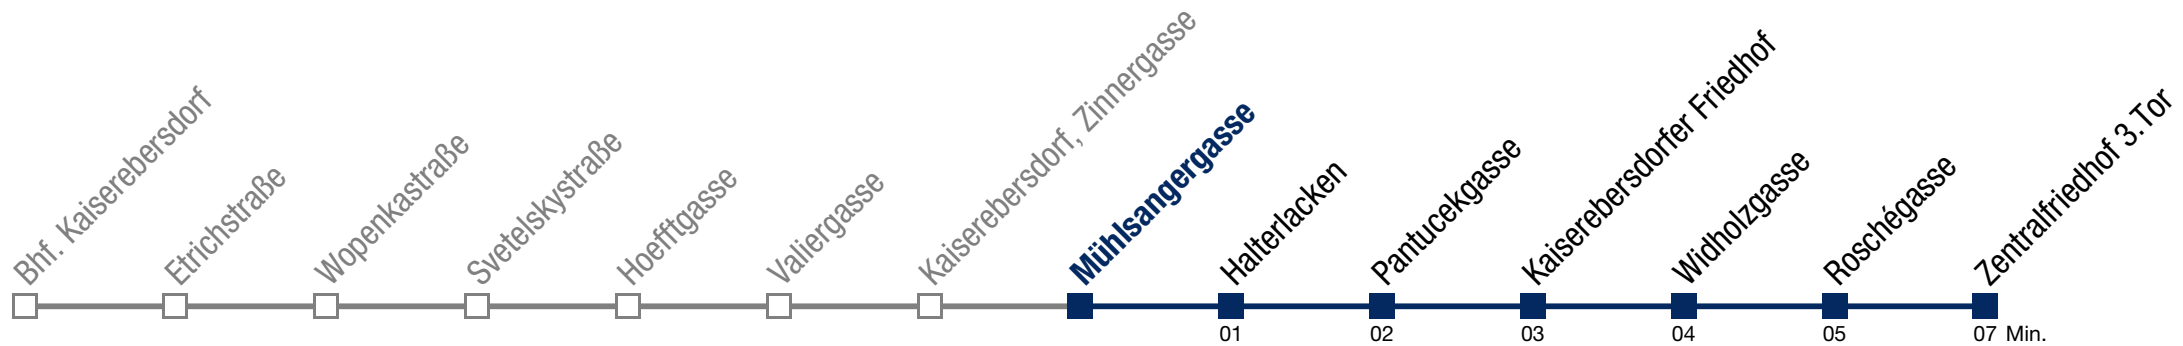 Bhf. Kaiserebersdorf
Etrichstraße
Wopenkastraße
Svetelskystraße
Hoefftgasse
Valiergasse
Kaiserebersdorf, Zinnergasse
Mühlsangergasse
Halterlacken
Pantucekgasse
Kaiserebersdorfer Friedhof
Widholzgasse
Roschégasse
Zentralfriedhof 3.Tor
01 02 03 04 05 07 Min.